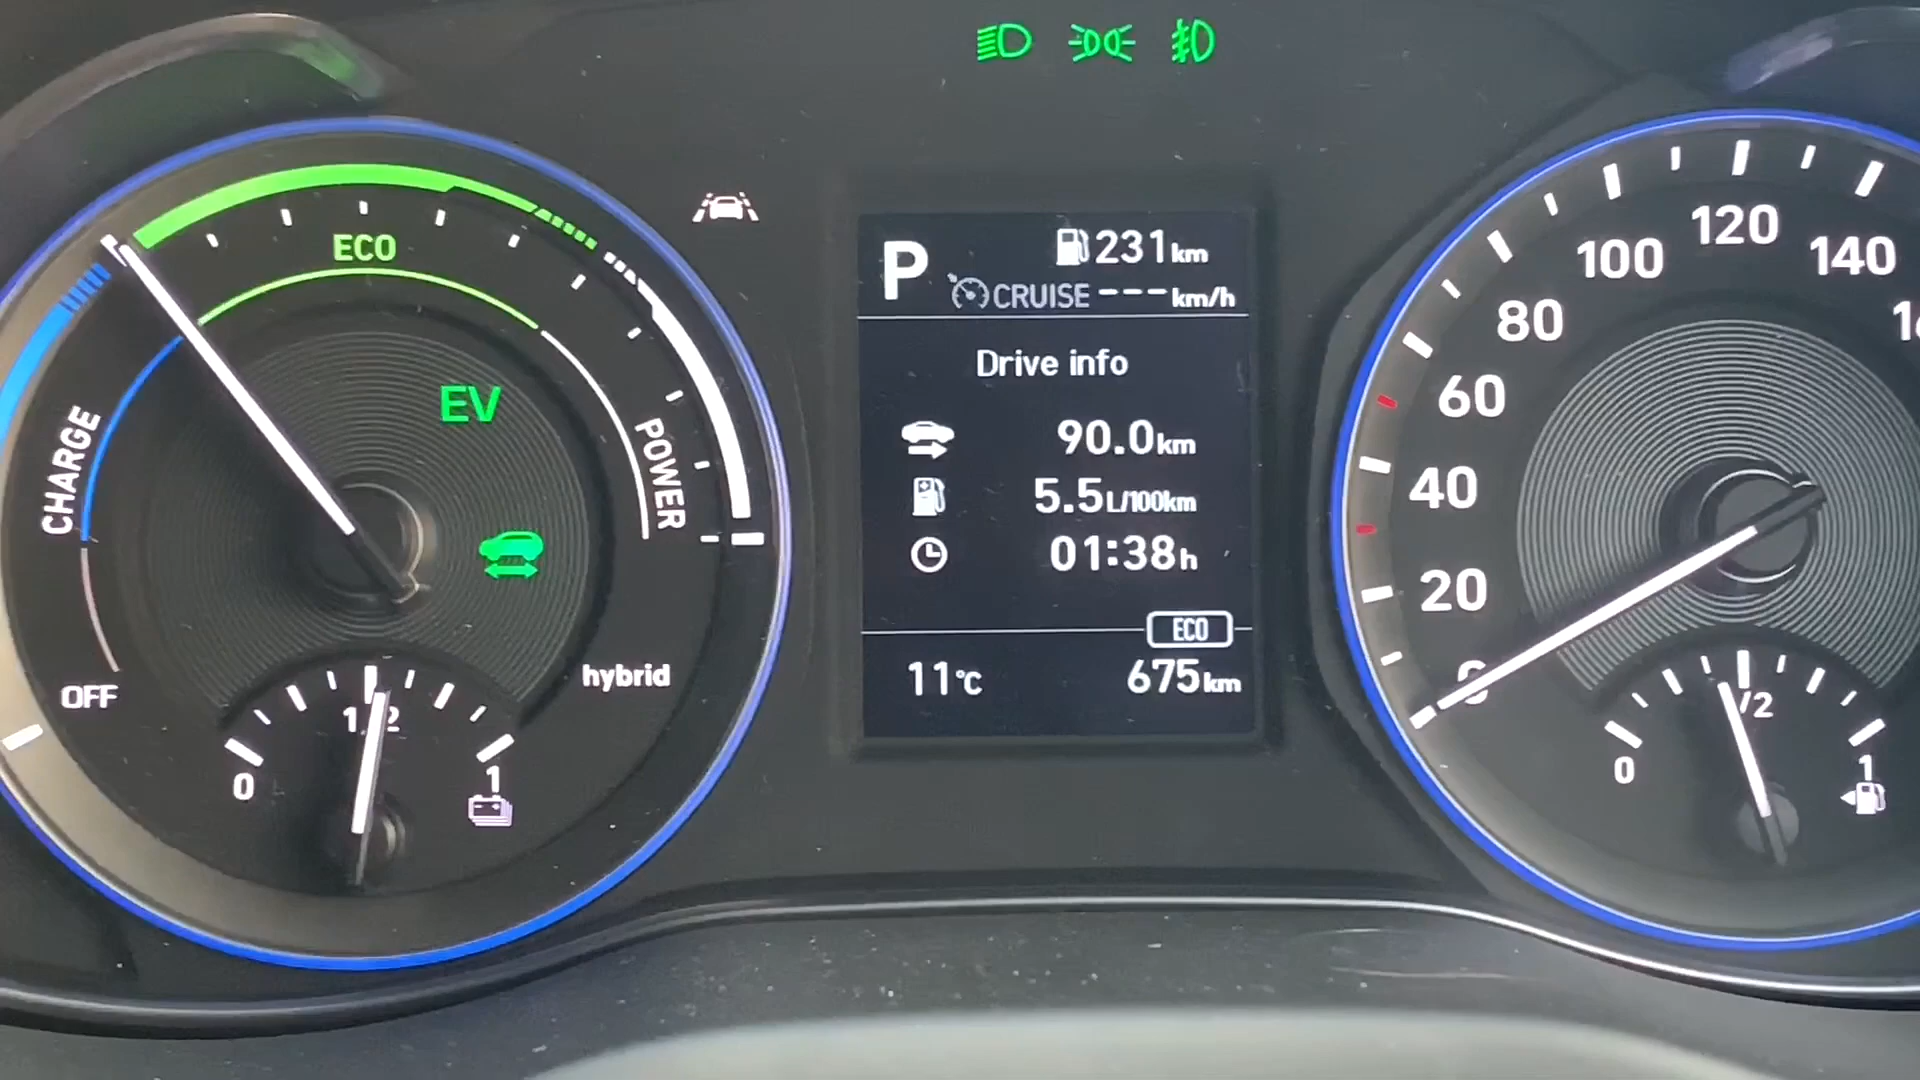 ECO
EV
CHARGE
POWER
OFF
hybrid
0
1/2
1
P
231km
CRUISE ---km/h
Drive info
90.0km
5.5L/100km
01:38h
ECO
11°C
675km
0
20
40
60
80
100
120
140
0
/2
1